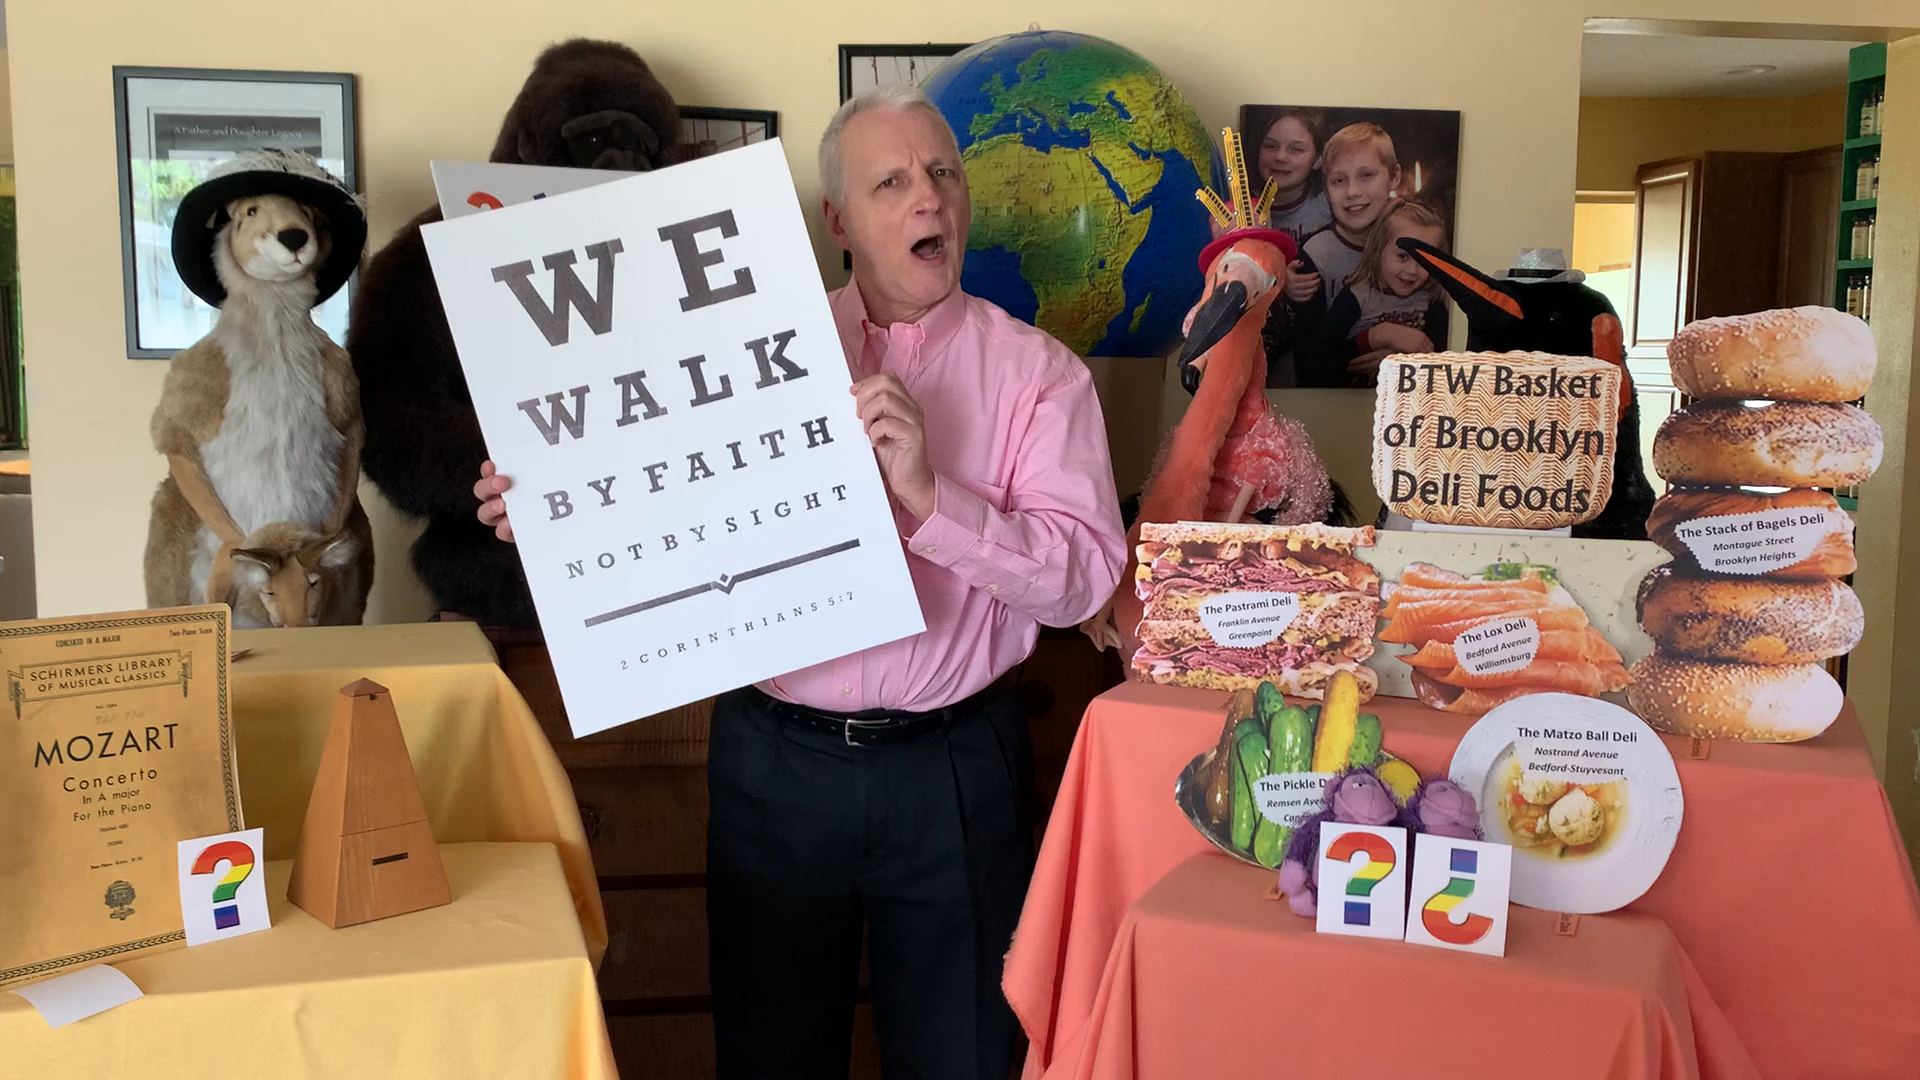 A Father and Daughter Legacy
WE
WALK
BY FAITH
NOT BY SIGHT
2 CORINTHIANS 5:7
EUROPE
AFRICA
BTW Basket
of Brooklyn
Deli Foods
The Stack of Bagels Deli
Montague Street
Brooklyn Heights
The Pastrami Deli
Franklin Avenue
Greenpoint
The Lox Deli
Bedford Avenue
Williamsburg
The Matzo Ball Deli
Nostrand Avenue
Bedford-Stuyvesant
The Pickle D
Remsen Aven
?
¿
CONCERTO IN A MAJOR
Two-Piano Score
SCHIRMER'S LIBRARY
OF MUSICAL CLASSICS
MOZART
Concerto
In A major
For the Piano
?